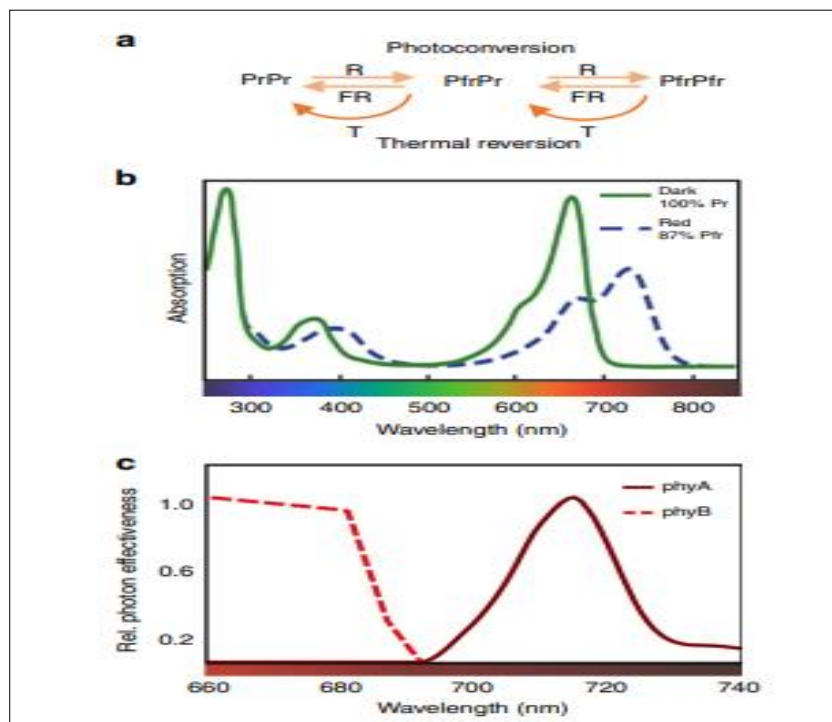 a
Photoconversion
PrPr R PfrPr R PfrPfr
FR FR
T T
Thermal reversion
b
Dark
100% Pr
Red
87% Pfr
Absorption
300 400 500 600 700 800
Wavelength (nm)
c
phyA
phyB
1.0
0.6
0.2
Rel. photon effectiveness
660 680 700 720 740
Wavelength (nm)